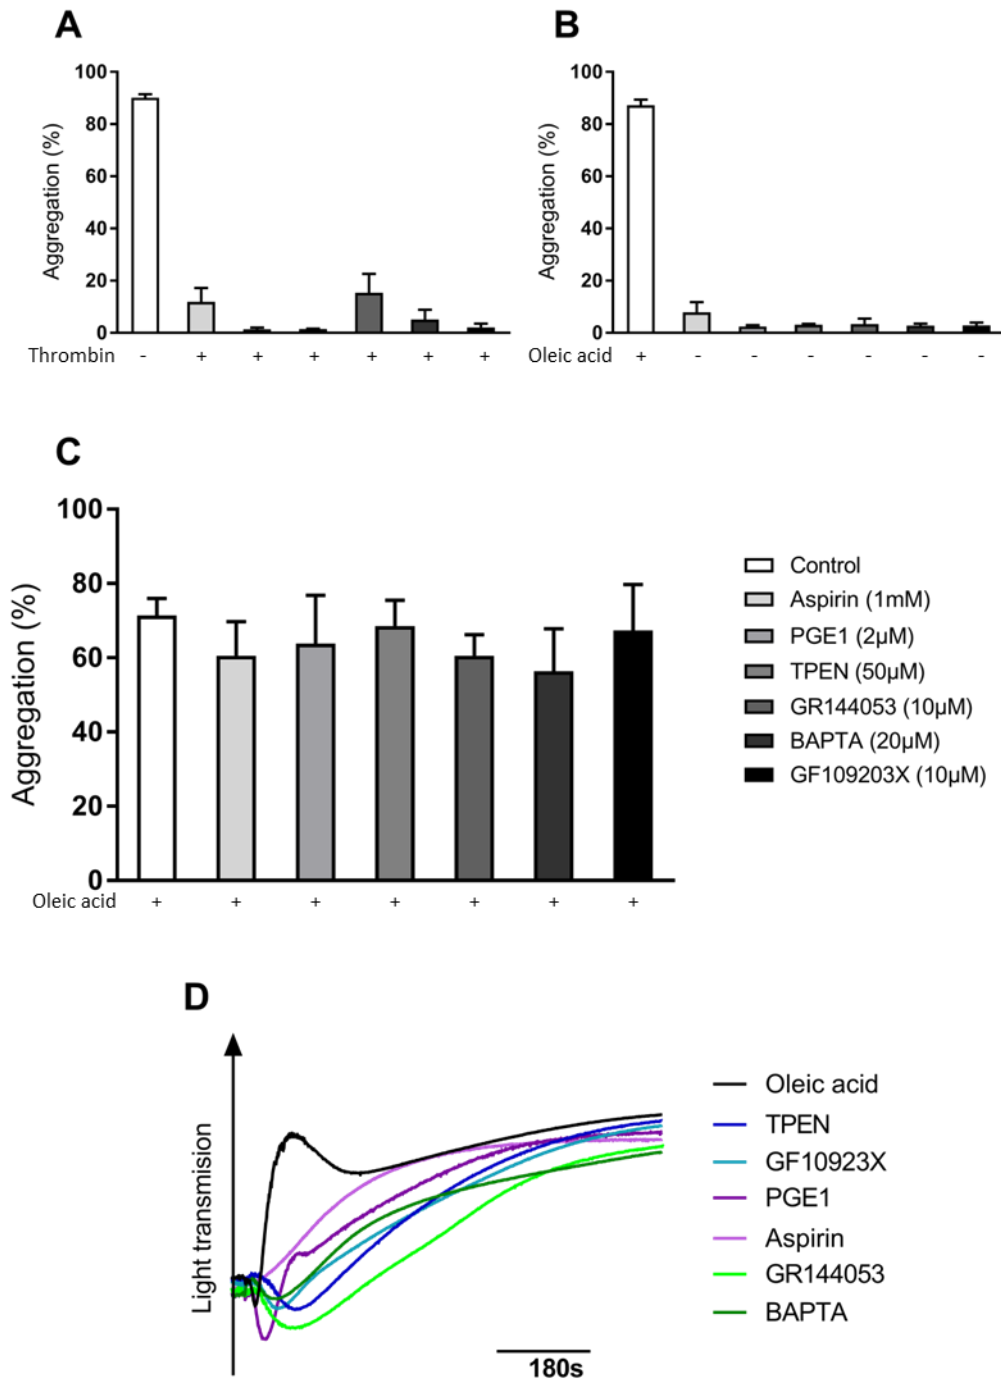 A
B
100
80
60
40
20
0
Aggregation (%)
Thrombin - + + + + + +
100
80
60
40
20
0
Aggregation (%)
Oleic acid + - - - - - -
C
100
80
60
40
20
0
Aggregation (%)
Oleic acid + + + + + + +
Control
Aspirin (1mM)
PGE1 (2µM)
TPEN (50µM)
GR144053 (10µM)
BAPTA (20µM)
GF109203X (10µM)
D
Light transmision
180s
Oleic acid
TPEN
GF10923X
PGE1
Aspirin
GR144053
BAPTA